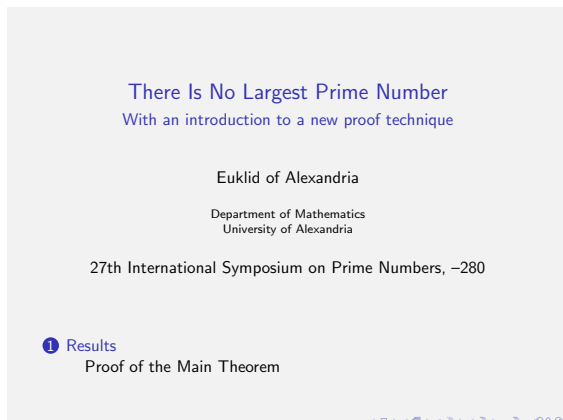 There Is No Largest Prime Number
With an introduction to a new proof technique
Euklid of Alexandria
Department of Mathematics
University of Alexandria
27th International Symposium on Prime Numbers, –280
1 Results
Proof of the Main Theorem